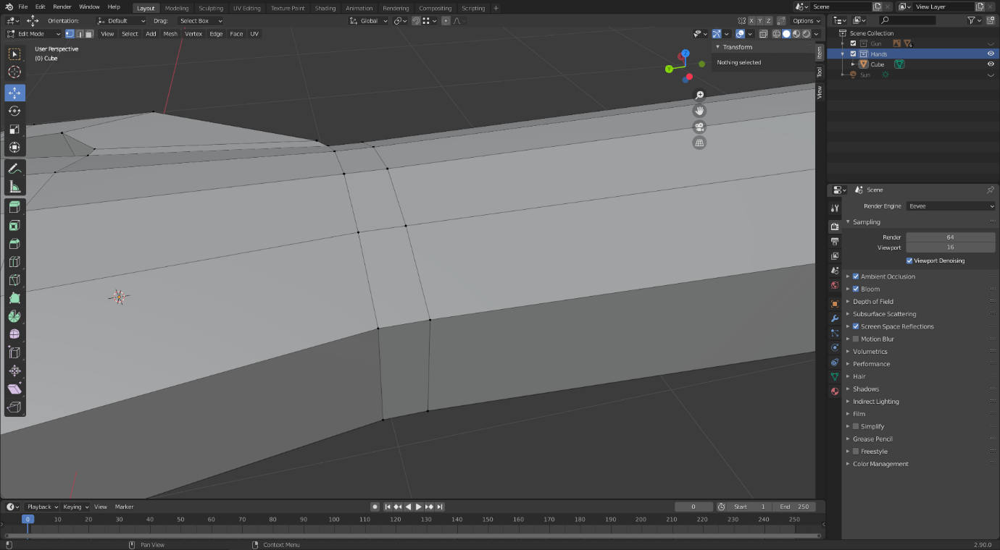 File Edit Render Window Help Layout Modeling Sculpting UV Editing Texture Paint Shading Animation Rendering Compositing Scripting + Scene View Layer
Orientation: Default Drag: Select Box Global X Y Z Options
Edit Mode View Select Add Mesh Vertex Edge Face UV
User Perspective
(0) Cube
Transform
Nothing selected
Item
Tool
View
Z
Y
Scene Collection
Gun 6
Hands
Cube
Sun
Scene
Render Engine Eevee
Sampling
Render 64
Viewport 16
Viewport Denoising
Ambient Occlusion
Bloom
Depth of Field
Subsurface Scattering
Screen Space Reflections
Motion Blur
Volumetrics
Performance
Hair
Shadows
Indirect Lighting
Film
Simplify
Grease Pencil
Freestyle
Color Management
Playback Keying View Marker 0 Start 1 End 250
0 10 20 30 40 50 60 70 80 90 100 110 120 130 140 150 160 170 180 190 200 210 220 230 240 250
Pan View Context Menu 2.90.0